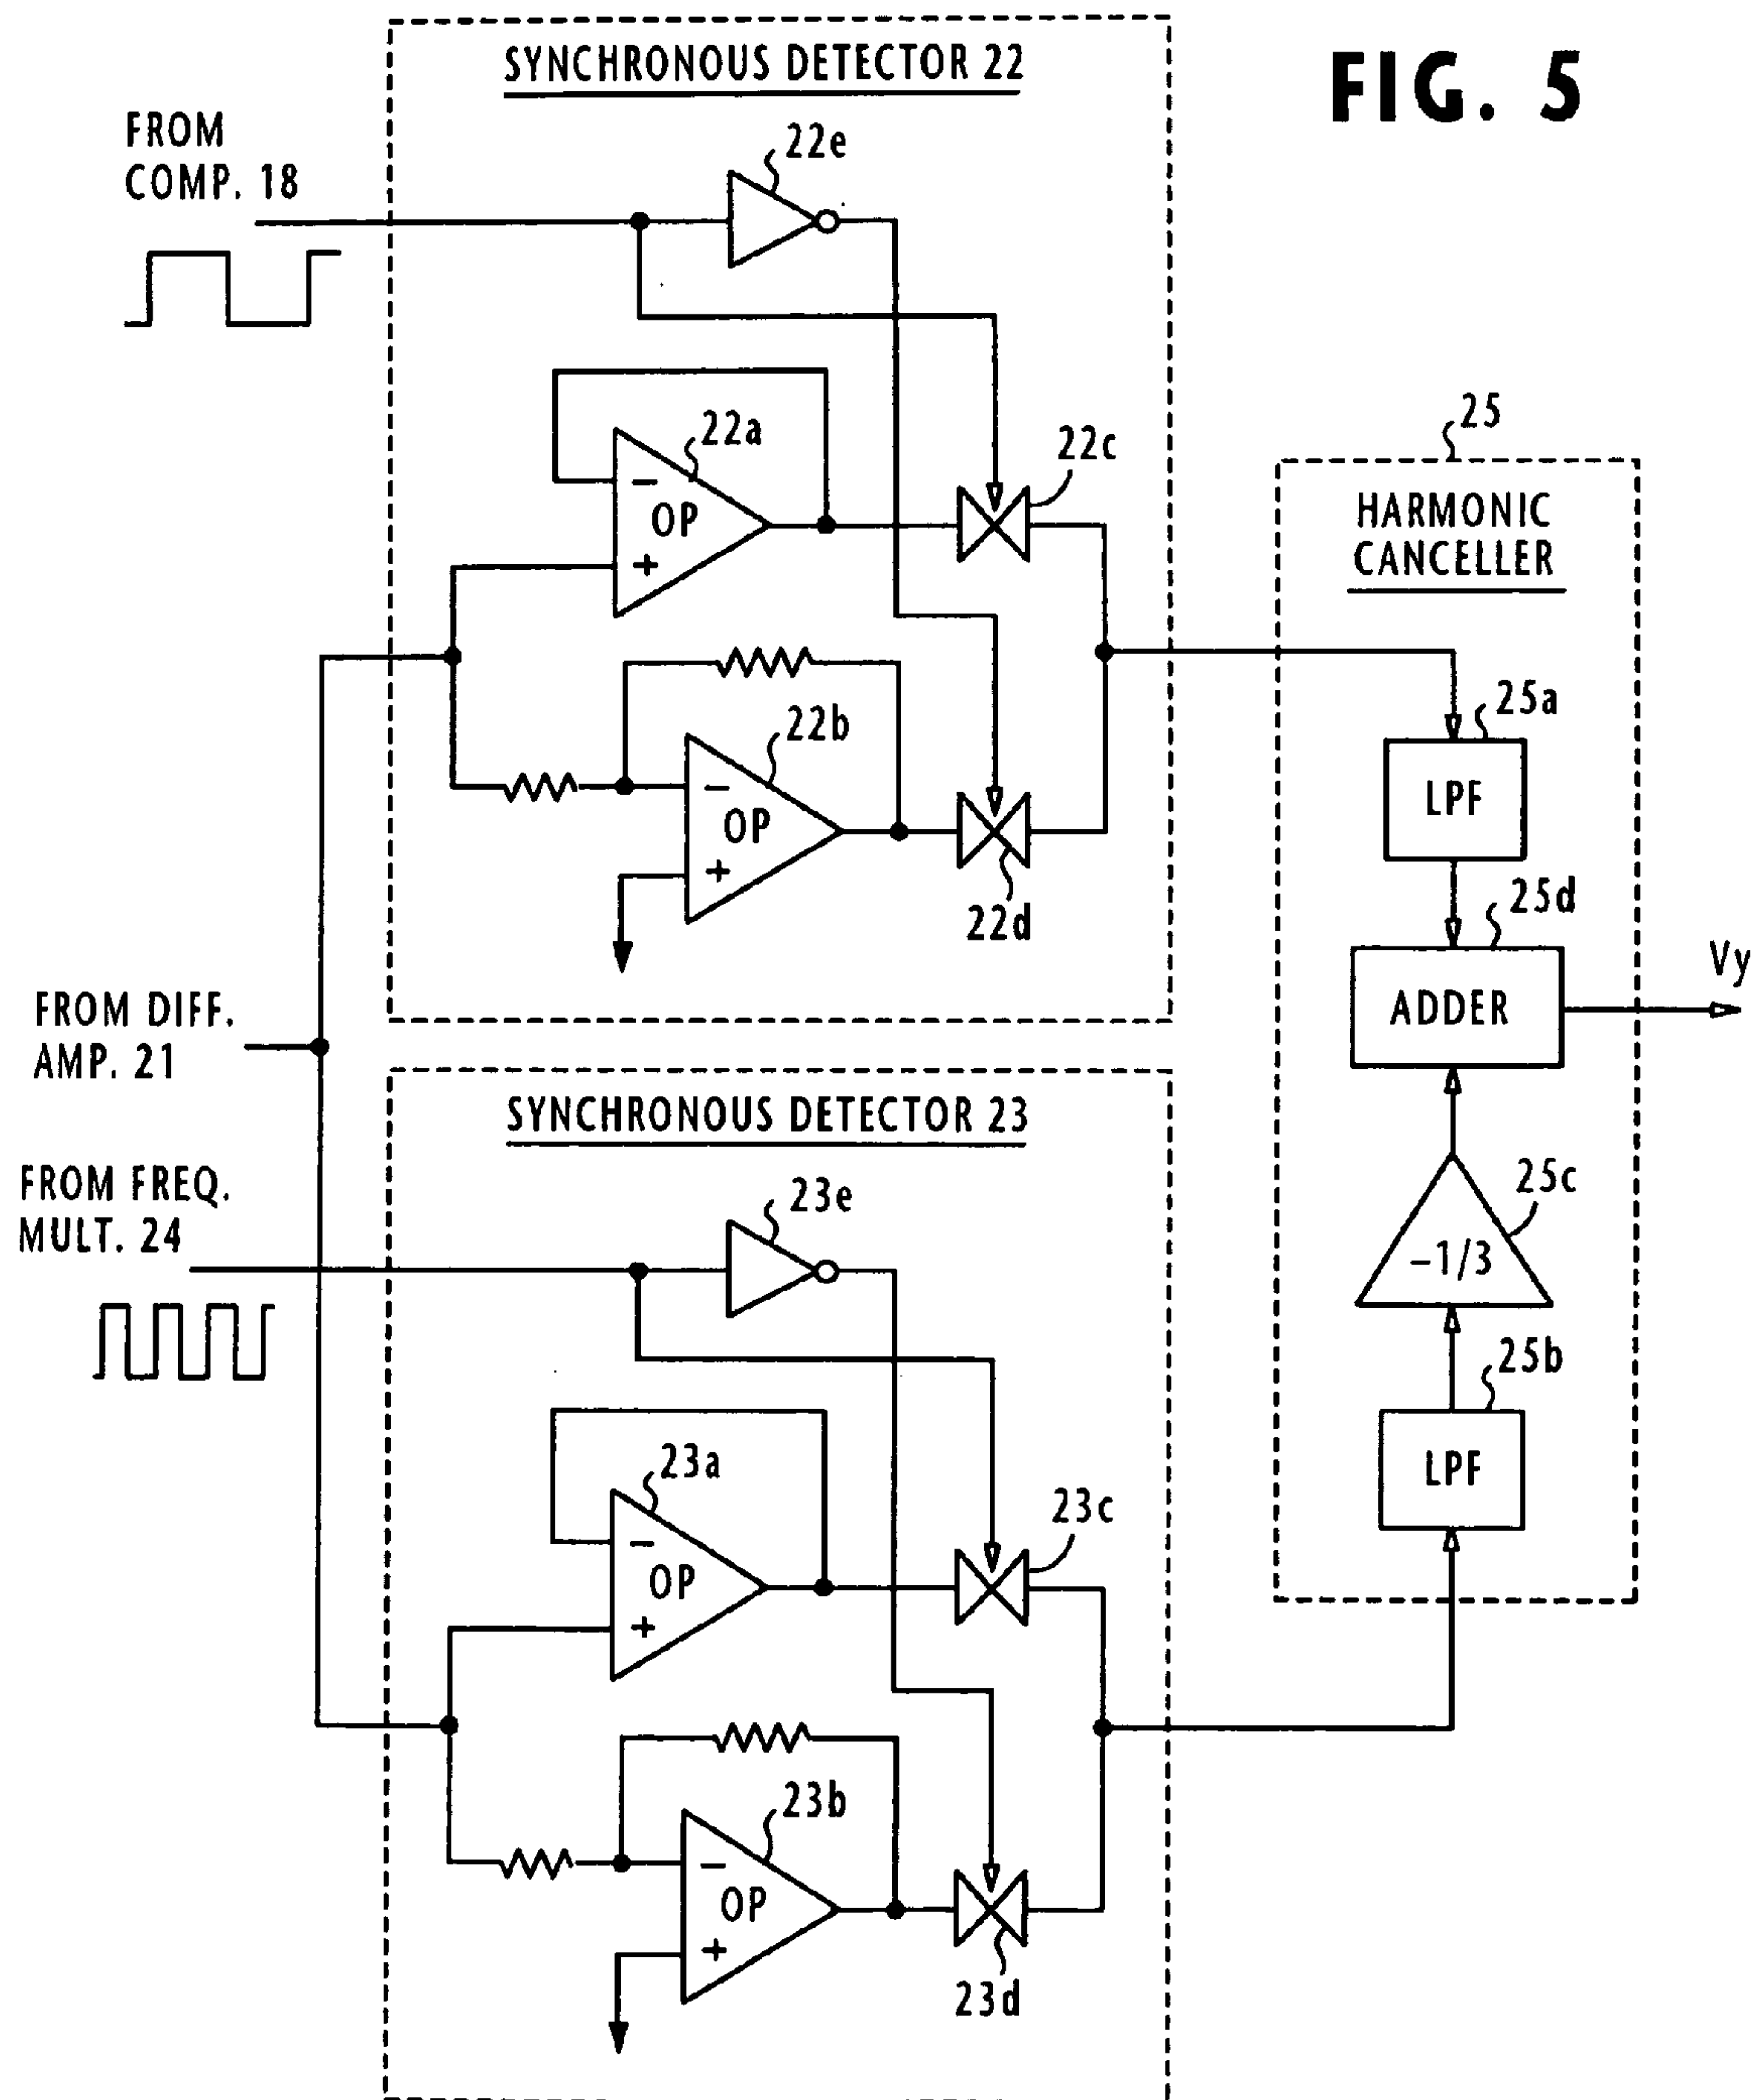 FIG. 5
SYNCHRONOUS DETECTOR 22
FROM
COMP. 18
22e
22a
−
OP
+
22c
22b
−
OP
+
22d
25
HARMONIC
CANCELLER
25a
LPF
25d
ADDER
Vy
FROM DIFF.
AMP. 21
SYNCHRONOUS DETECTOR 23
FROM FREQ.
MULT. 24
23e
25c
−1/3
25b
LPF
23a
−
OP
+
23c
23b
−
OP
+
23d